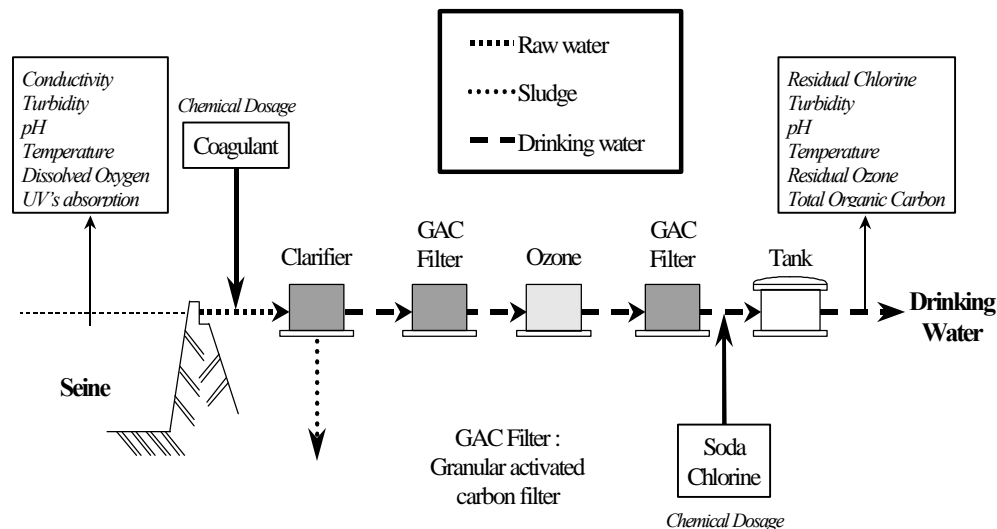 Raw water
Sludge
Drinking water
Conductivity
Turbidity
pH
Temperature
Dissolved Oxygen
UV's absorption
Chemical Dosage
Coagulant
Residual Chlorine
Turbidity
pH
Temperature
Residual Ozone
Total Organic Carbon
Clarifier
GAC
Filter
Ozone
GAC
Filter
Tank
Drinking
Water
Seine
GAC Filter :
Granular activated
carbon filter
Soda
Chlorine
Chemical Dosage